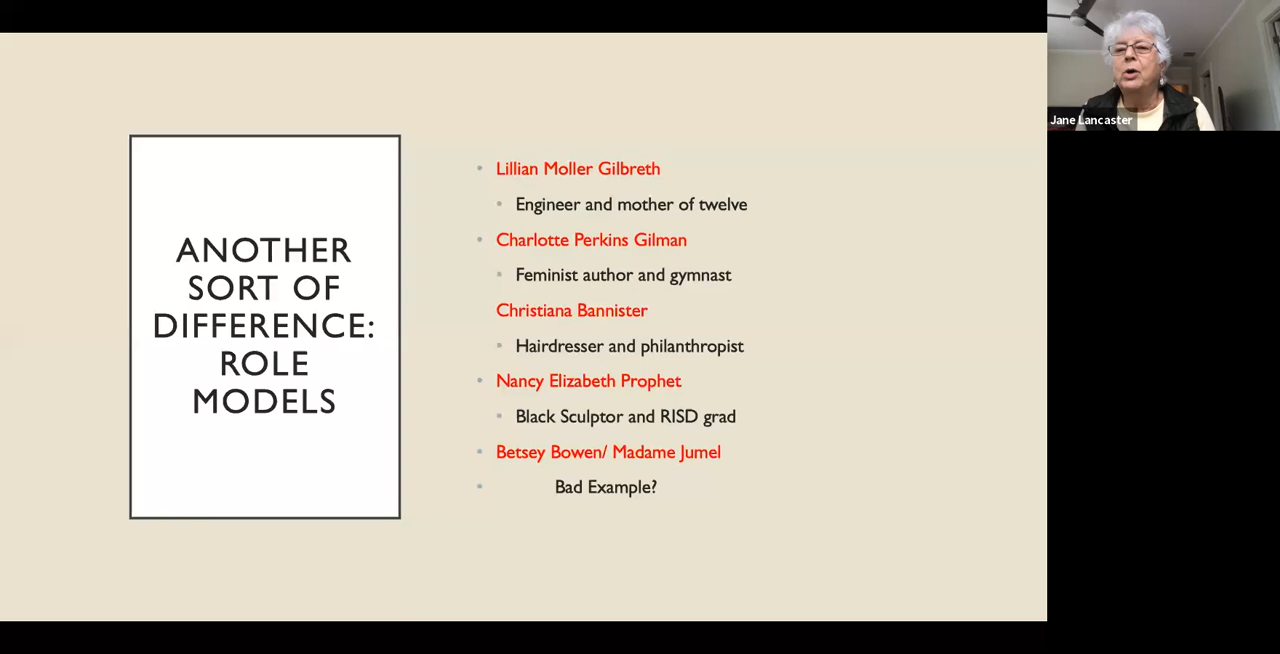 ANOTHER
SORT OF
DIFFERENCE:
ROLE
MODELS
Lillian Moller Gilbreth
Engineer and mother of twelve
Charlotte Perkins Gilman
Feminist author and gymnast
Christiana Bannister
Hairdresser and philanthropist
Nancy Elizabeth Prophet
Black Sculptor and RISD grad
Betsey Bowen/ Madame Jumel
Bad Example?
Jane Lancaster